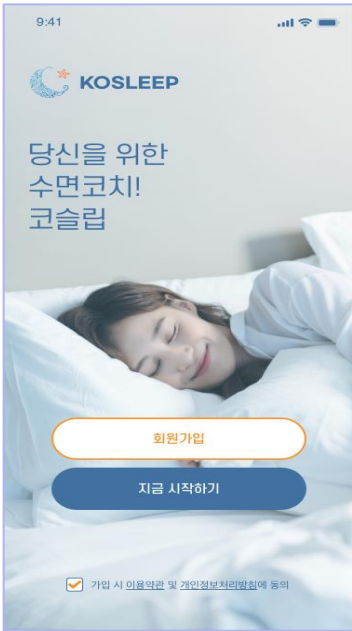 9:41
KOSLEEP
당신을 위한
수면코치!
코슬립
회원가입
지금 시작하기
가입 시 이용약관 및 개인정보처리방침에 동의